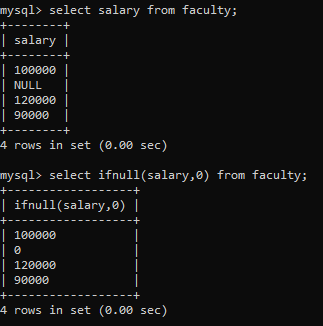 mysql> select salary from faculty;
+--------+
| salary |
+--------+
| 100000 |
| NULL   |
| 120000 |
| 90000  |
+--------+
4 rows in set (0.00 sec)

mysql> select ifnull(salary,0) from faculty;
+------------------+
| ifnull(salary,0) |
+------------------+
| 100000           |
| 0                |
| 120000           |
| 90000            |
+------------------+
4 rows in set (0.00 sec)